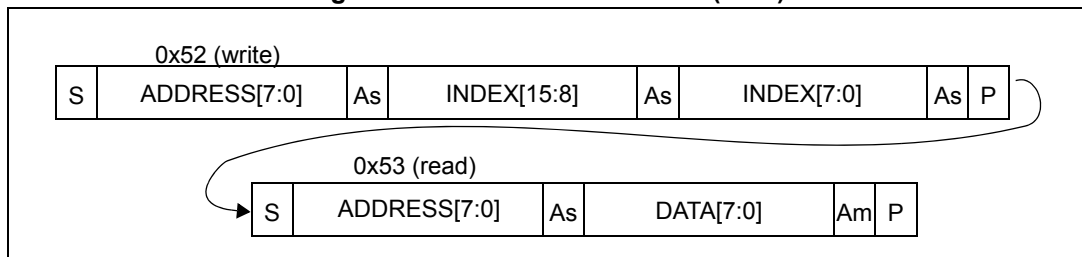 0x52 (write)
S ADDRESS[7:0] As INDEX[15:8] As INDEX[7:0] As P
0x53 (read)
S ADDRESS[7:0] As DATA[7:0] Am P